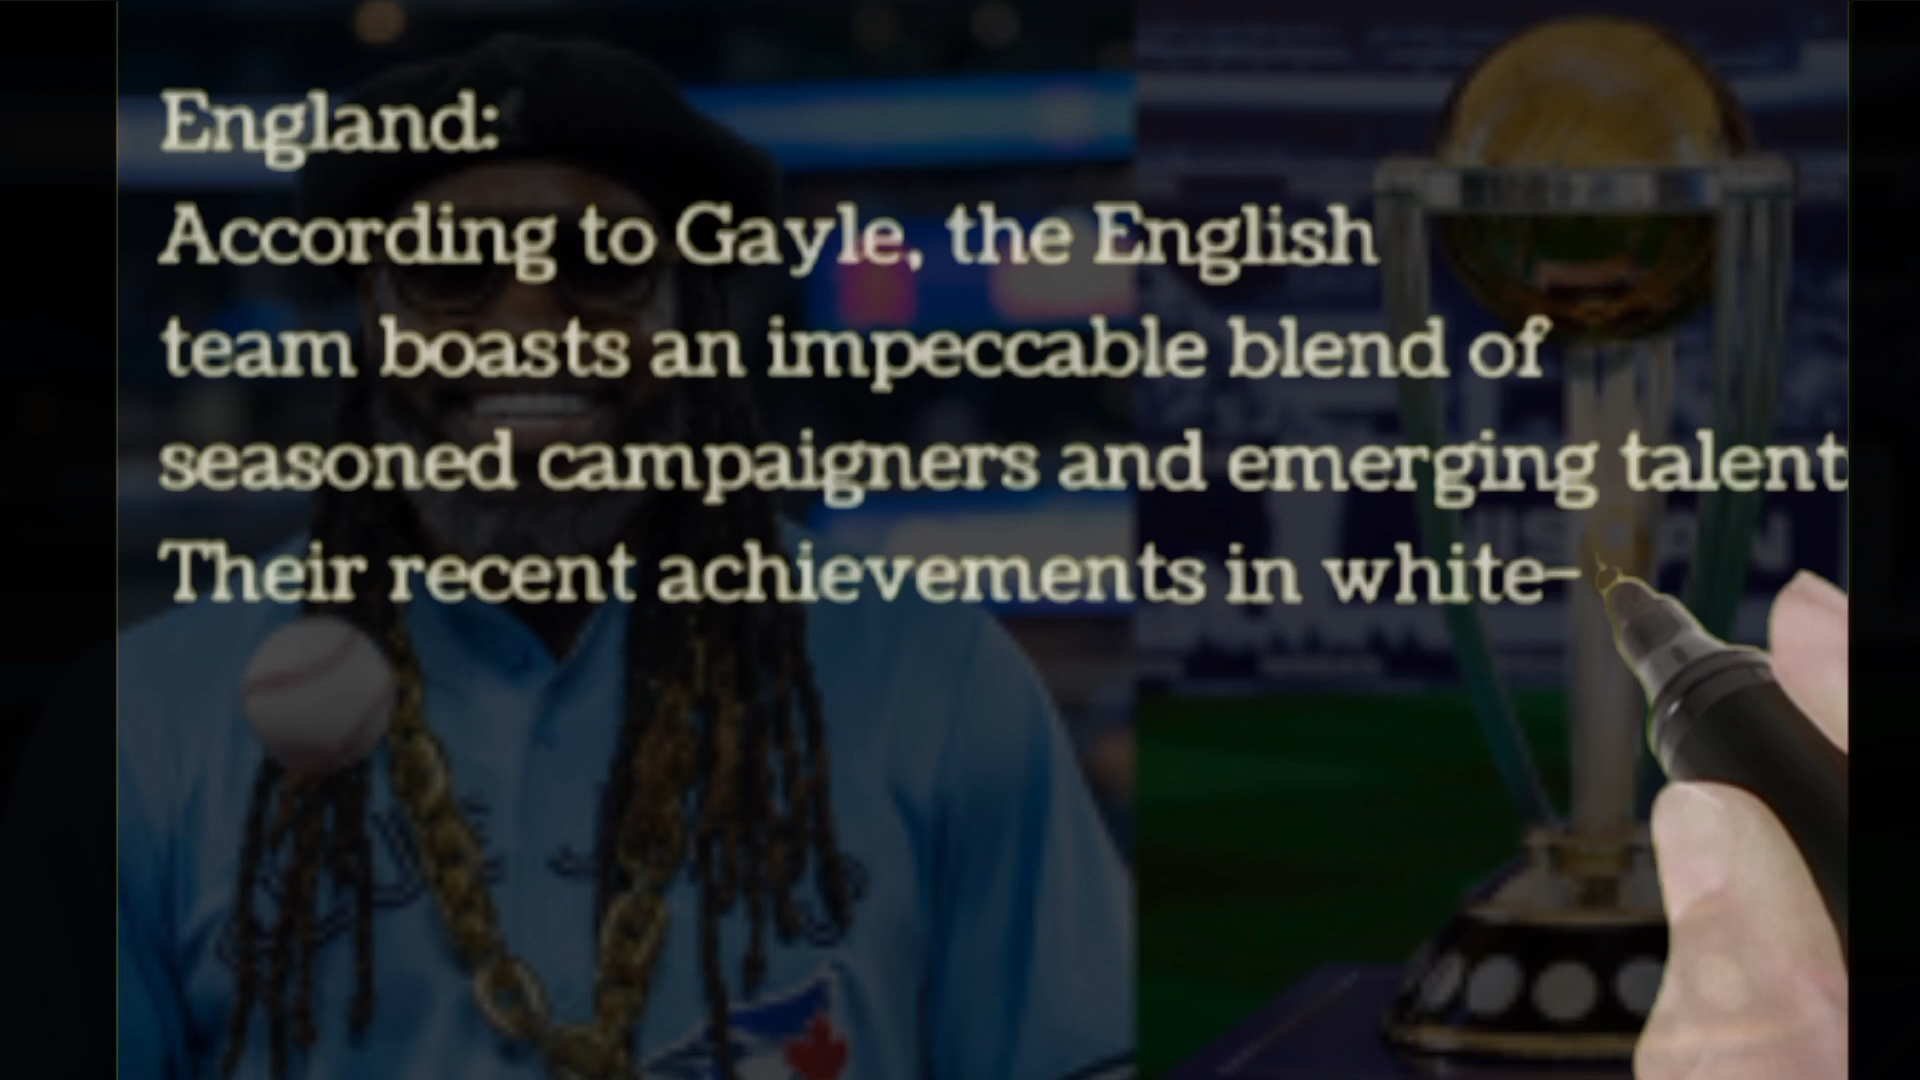 England:
According to Gayle, the English
team boasts an impeccable blend of
seasoned campaigners and emerging talent
Their recent achievements in white-